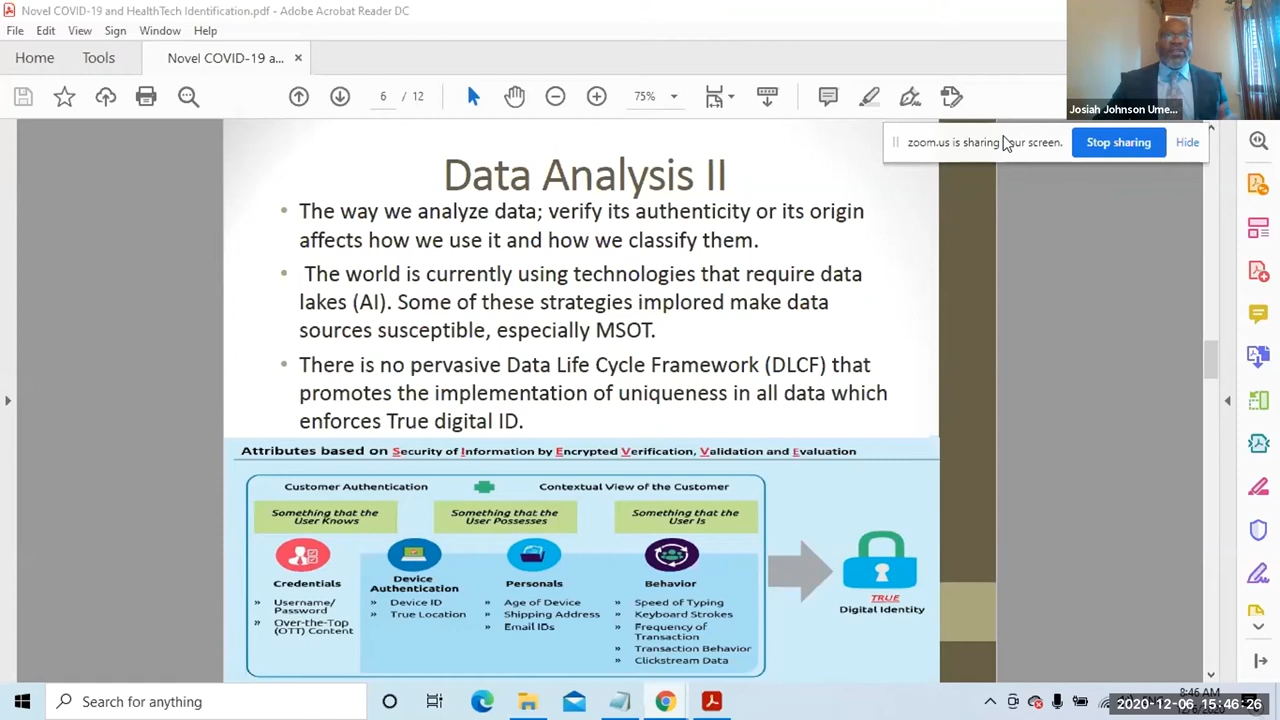 Novel COVID-19 and HealthTech Identification.pdf - Adobe Acrobat Reader DC
File Edit View Sign Window Help
Home Tools Novel COVID-19 a... ×
6 / 12 75%
Josiah Johnson Ume...
zoom.us is sharing your screen. Stop sharing Hide
Data Analysis II
• The way we analyze data; verify its authenticity or its origin
affects how we use it and how we classify them.
• The world is currently using technologies that require data
lakes (AI). Some of these strategies implored make data
sources susceptible, especially MSOT.
• There is no pervasive Data Life Cycle Framework (DLCF) that
promotes the implementation of uniqueness in all data which
enforces True digital ID.
Attributes based on Security of Information by Encrypted Verification, Validation and Evaluation
Customer Authentication
Contextual View of the Customer
Something that the
User Knows
Something that the
User Possesses
Something that the
User Is
Credentials
» Username/
Password
» Over-the-Top
(OTT) Content
Device
Authentication
» Device ID
» True Location
Personals
» Age of Device
» Shipping Address
» Email IDs
Behavior
» Speed of Typing
» Keyboard Strokes
» Frequency of
Transaction
» Transaction Behavior
» Clickstream Data
TRUE
Digital Identity
Search for anything
8:46 AM
2020-12-06 15:46:26